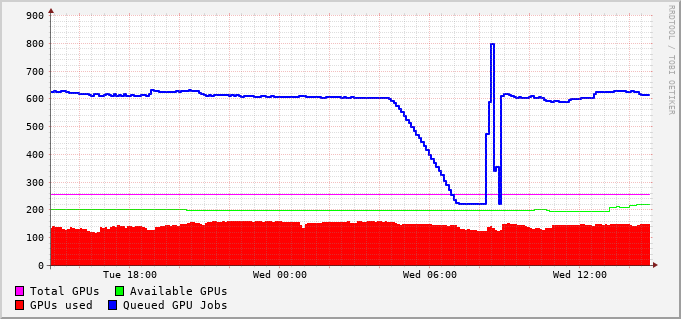 900
800
700
600
500
400
300
200
100
0
Tue 18:00 Wed 00:00 Wed 06:00 Wed 12:00
Total GPUs Available GPUs
GPUs used Queued GPU Jobs
RRDTOOL / TOBI OETIKER